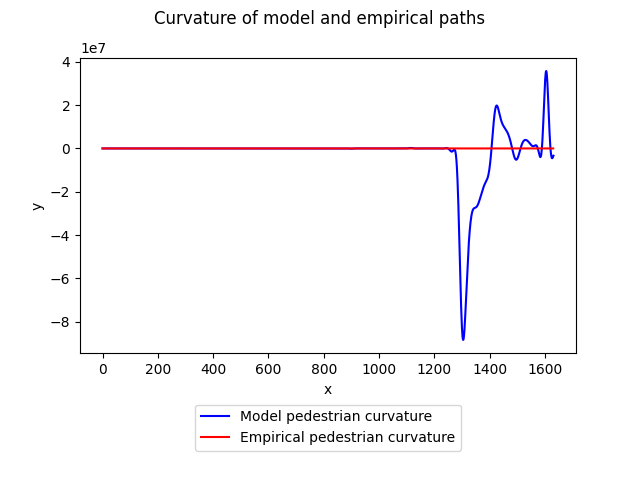 Curvature of model and empirical paths
1e7
4
2
0
−2
−4
−6
−8
y
0 200 400 600 800 1000 1200 1400 1600
x
Model pedestrian curvature
Empirical pedestrian curvature